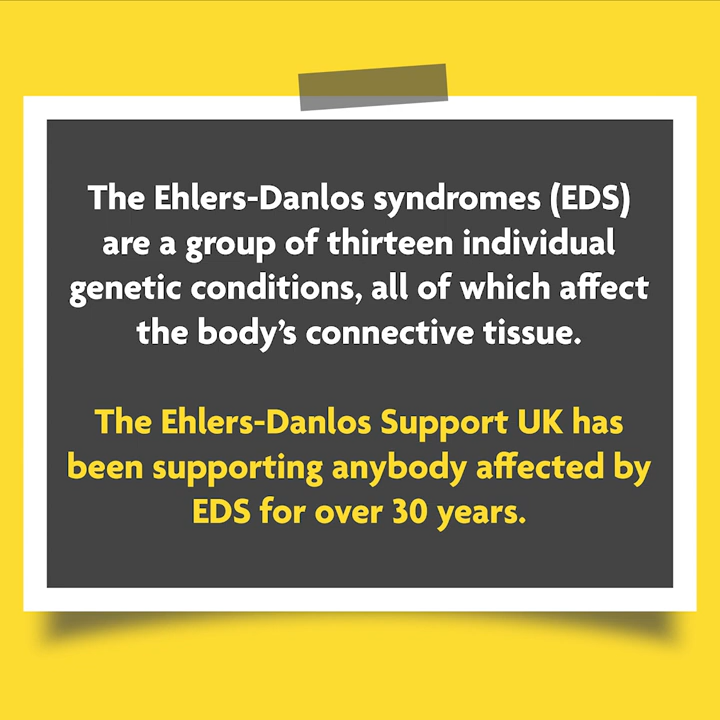 The Ehlers-Danlos syndromes (EDS)
are a group of thirteen individual
genetic conditions, all of which affect
the body’s connective tissue.
The Ehlers-Danlos Support UK has
been supporting anybody affected by
EDS for over 30 years.